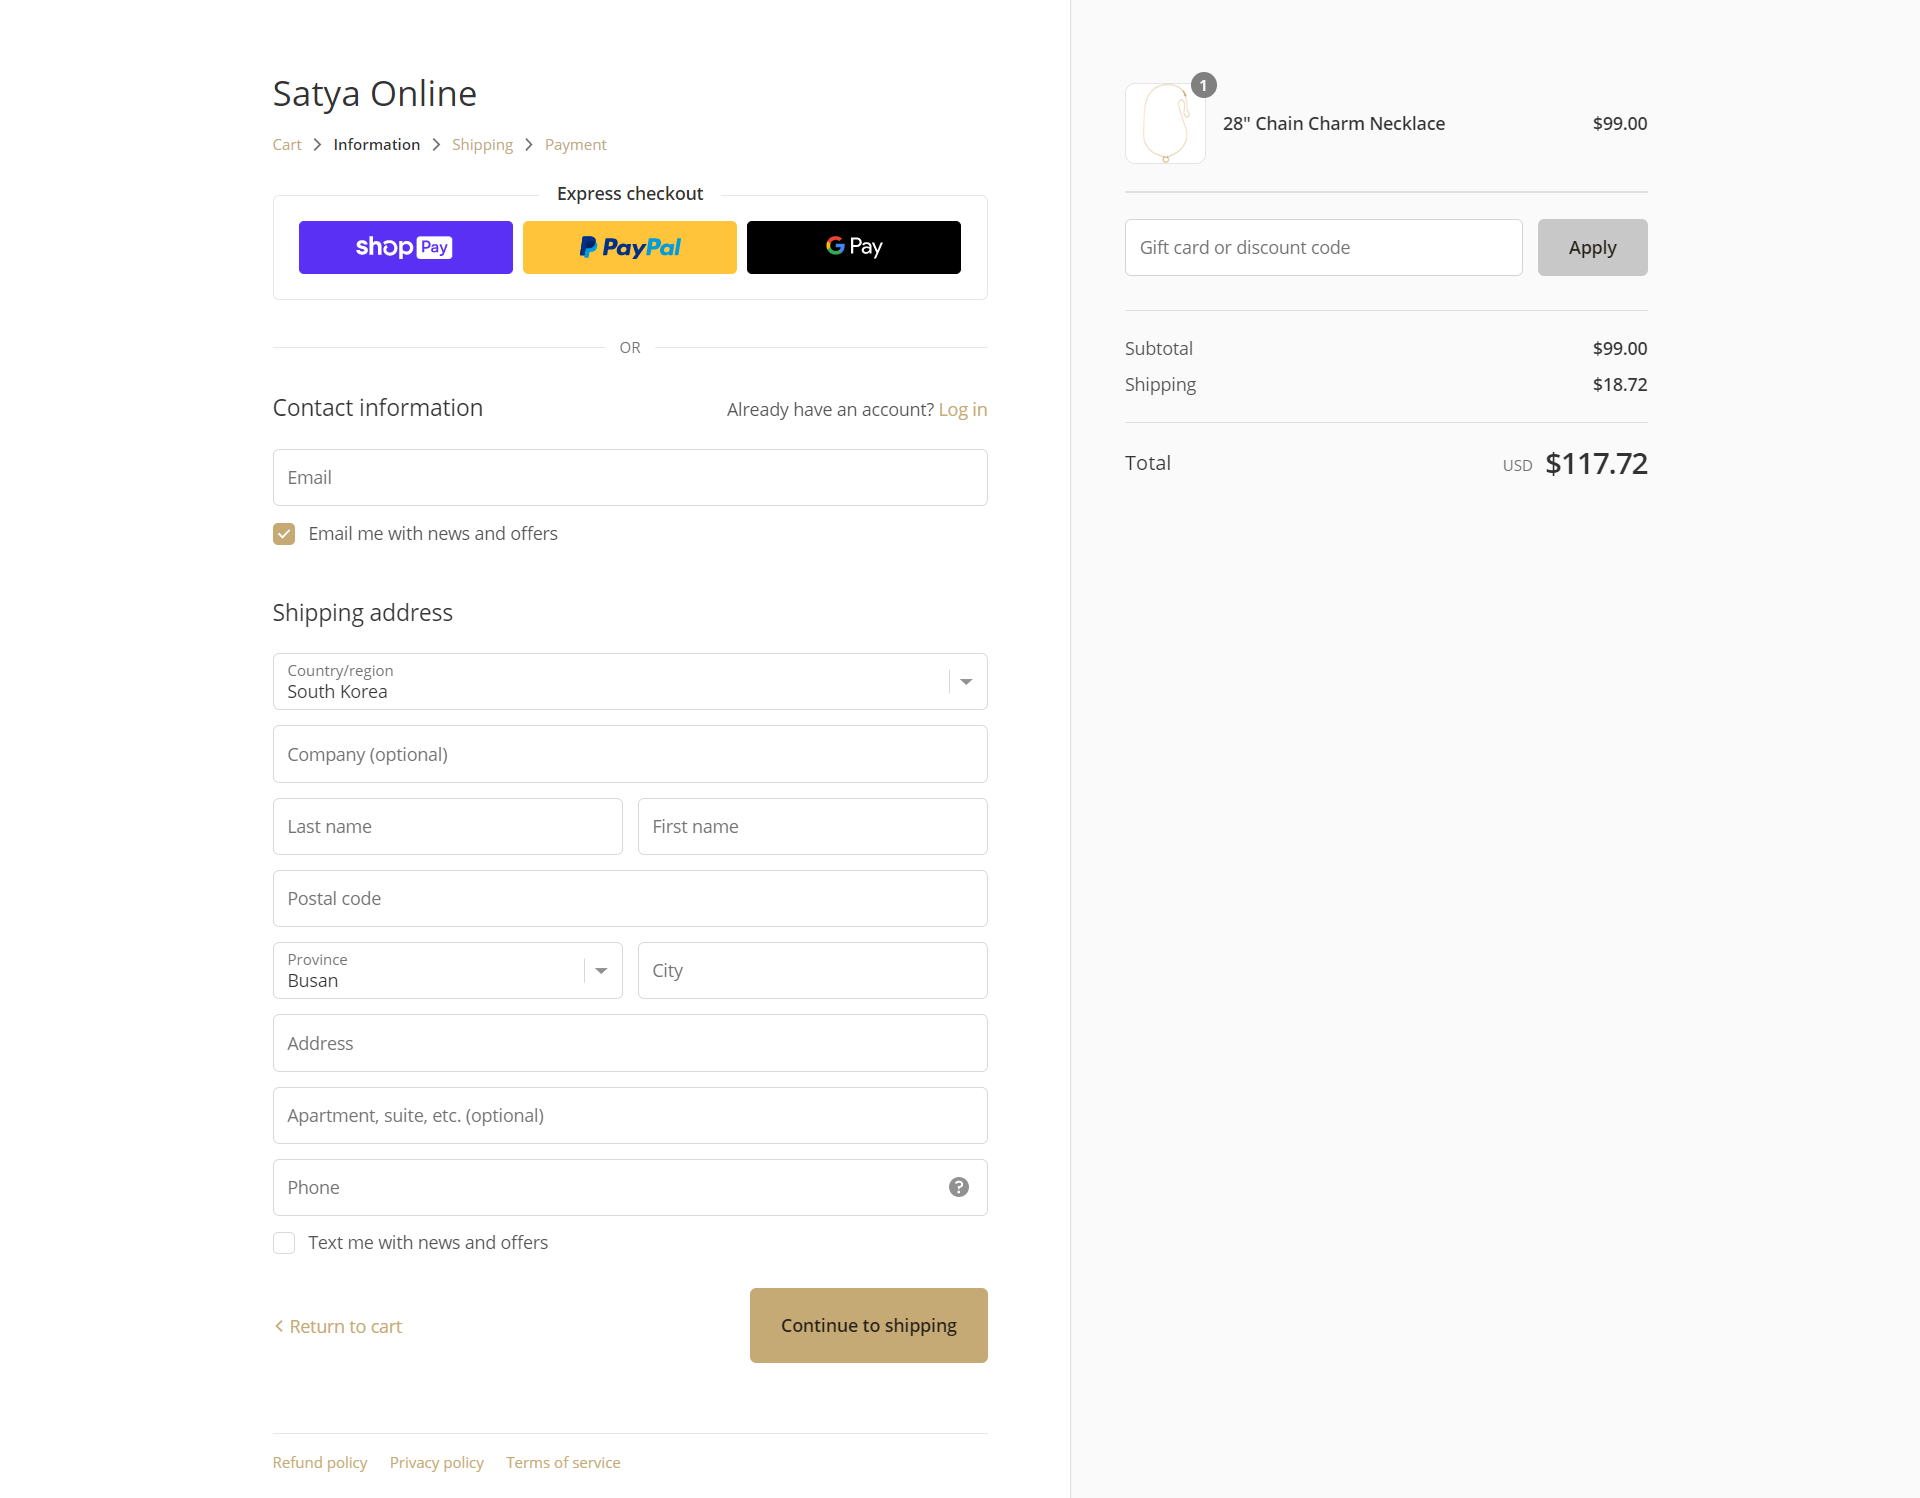 Satya Online
Cart
Information
Shipping
Payment
Express checkout
shop Pay
PayPal
G Pay
OR
Contact information
Already have an account? Log in
Email
Email me with news and offers
Shipping address
Country/region
South Korea
Company (optional)
Last name
First name
Postal code
Province
Busan
City
Address
Apartment, suite, etc. (optional)
Phone
?
Text me with news and offers
Return to cart
Continue to shipping
Refund policy
Privacy policy
Terms of service
1
28" Chain Charm Necklace
$99.00
Gift card or discount code
Apply
Subtotal
$99.00
Shipping
$18.72
Total
USD $117.72